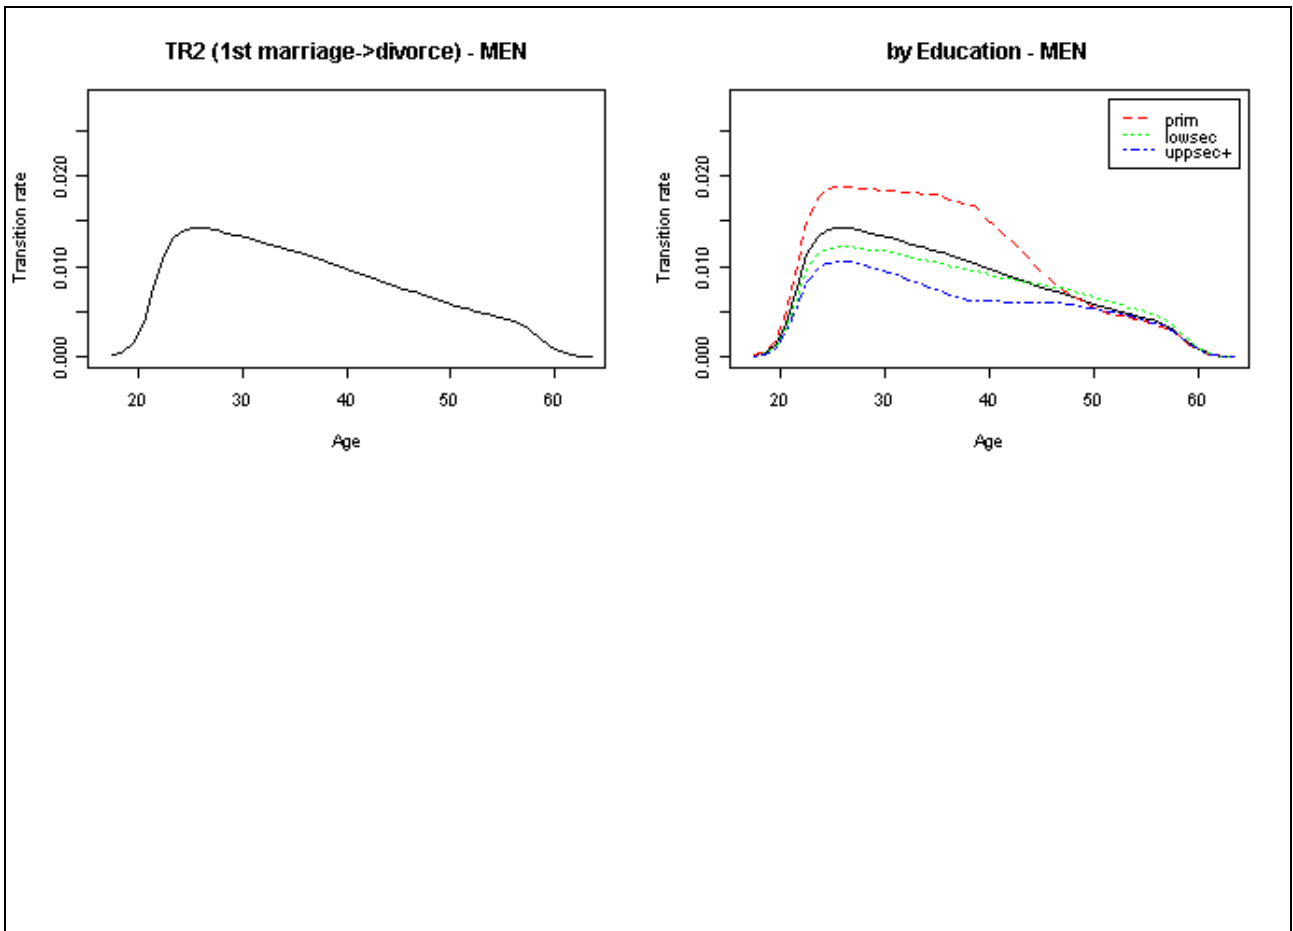 TR2 (1st marriage->divorce) - MEN
Transition rate
0.020
0.010
0.000
20 30 40 50 60
Age
by Education - MEN
prim
lowsec
uppsec+
Transition rate
0.020
0.010
0.000
20 30 40 50 60
Age